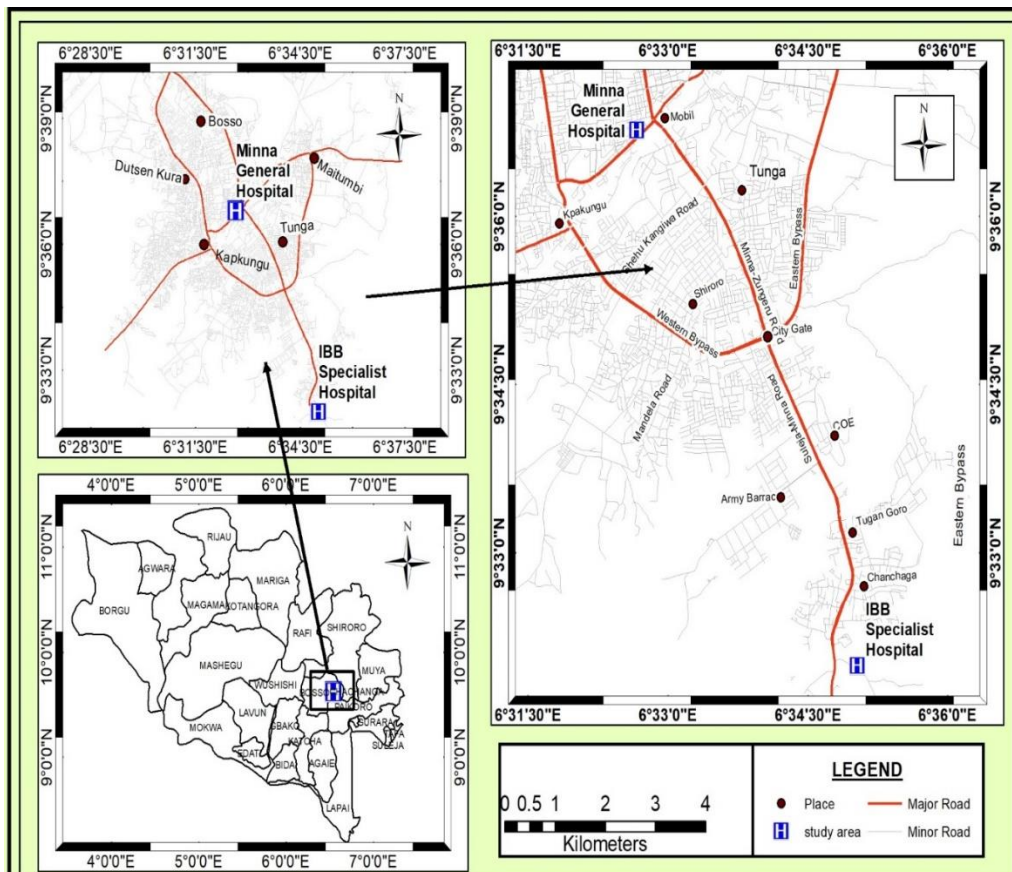 6°28'30"E 6°31'30"E 6°34'30"E 6°37'30"E
9°39'0"N
9°36'0"N
9°33'0"N
N
Bosso
Minna
General
Hospital
Maitumbi
Dutsen Kura
H
Tunga
Kapkungu
IBB
Specialist
Hospital
H
9°39'0"N
9°36'0"N
9°33'0"N
6°28'30"E 6°31'30"E 6°34'30"E 6°37'30"E
6°31'30"E 6°33'0"E 6°34'30"E 6°36'0"E
9°36'0"N
9°34'30"N
9°33'0"N
N
Minna
General
Hospital
H
Mobil
Tunga
Kpakungu
Shehu Kangiwa Road
Minna-Zungeru Road
Eastern Bypass
Shiroro
Western Bypass
City Gate
Mandela Road
Suleja-Minna Road
COE
Army Barrac
Tugan Goro
Eastern Bypass
Chanchaga
IBB
Specialist
Hospital
H
9°36'0"N
9°34'30"N
9°33'0"N
6°31'30"E 6°33'0"E 6°34'30"E 6°36'0"E
4°0'0"E 5°0'0"E 6°0'0"E 7°0'0"E
11°0'0"N
10°0'0"N
9°0'0"N
N
RIJAU
AGWARA
MARIGA
BORGU
MAGAMA
KOTANGORA
RAFI
SHIRORO
MASHEGU
MUYA
WUSHISHI
BOSSO
H
CHACHANGA
PAIKORO
LAVUN
MOKWA
GBAKO
GURARA
TAFA
SULEJA
KATCHA
EDATI
BIDA
AGAIE
LAPAI
11°0'0"N
10°0'0"N
9°0'0"N
4°0'0"E 5°0'0"E 6°0'0"E 7°0'0"E
0 0.5 1 2 3 4
Kilometers
LEGEND
Place Major Road
H study area Minor Road